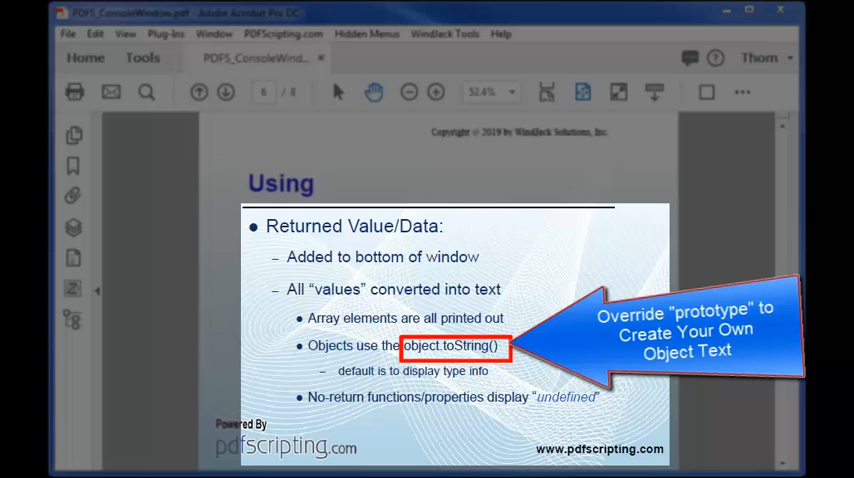 PDFS_ConsoleWindow.pdf - Adobe Acrobat Pro DC
File Edit View Plug-Ins Window PDFScripting.com Hidden Menus WindJack Tools Help
Home Tools PDFS_ConsoleWind... × Thom
6 / 8 52.4%
Copyright © 2019 by WindJack Solutions, Inc.
Using
● Returned Value/Data:
– Added to bottom of window
– All “values” converted into text
● Array elements are all printed out
● Objects use the object.toString()
– default is to display type info
● No-return functions/properties display “undefined”
Override "prototype" to
Create Your Own
Object Text
Powered By
pdfscripting.com
www.pdfscripting.com